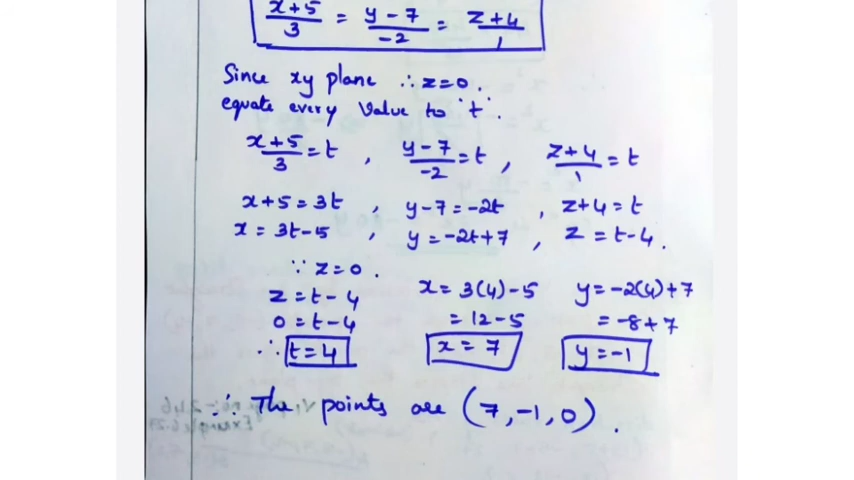 x+5/3 = y-7/-2 = z+4/1
Since xy plane ∴ z=0.
equate every value to 't'.
x+5/3 = t , y-7/-2 = t , z+4/1 = t
x+5=3t , y-7=-2t , z+4=t
x = 3t-5 , y=-2t+7 , z=t-4.
∵ z=0.
z=t-4 x = 3(4)-5 y=-2(4)+7
0=t-4 =12-5 =-8+7
∴ t=4 x=7 y=-1
∴ The points are (7,-1,0).